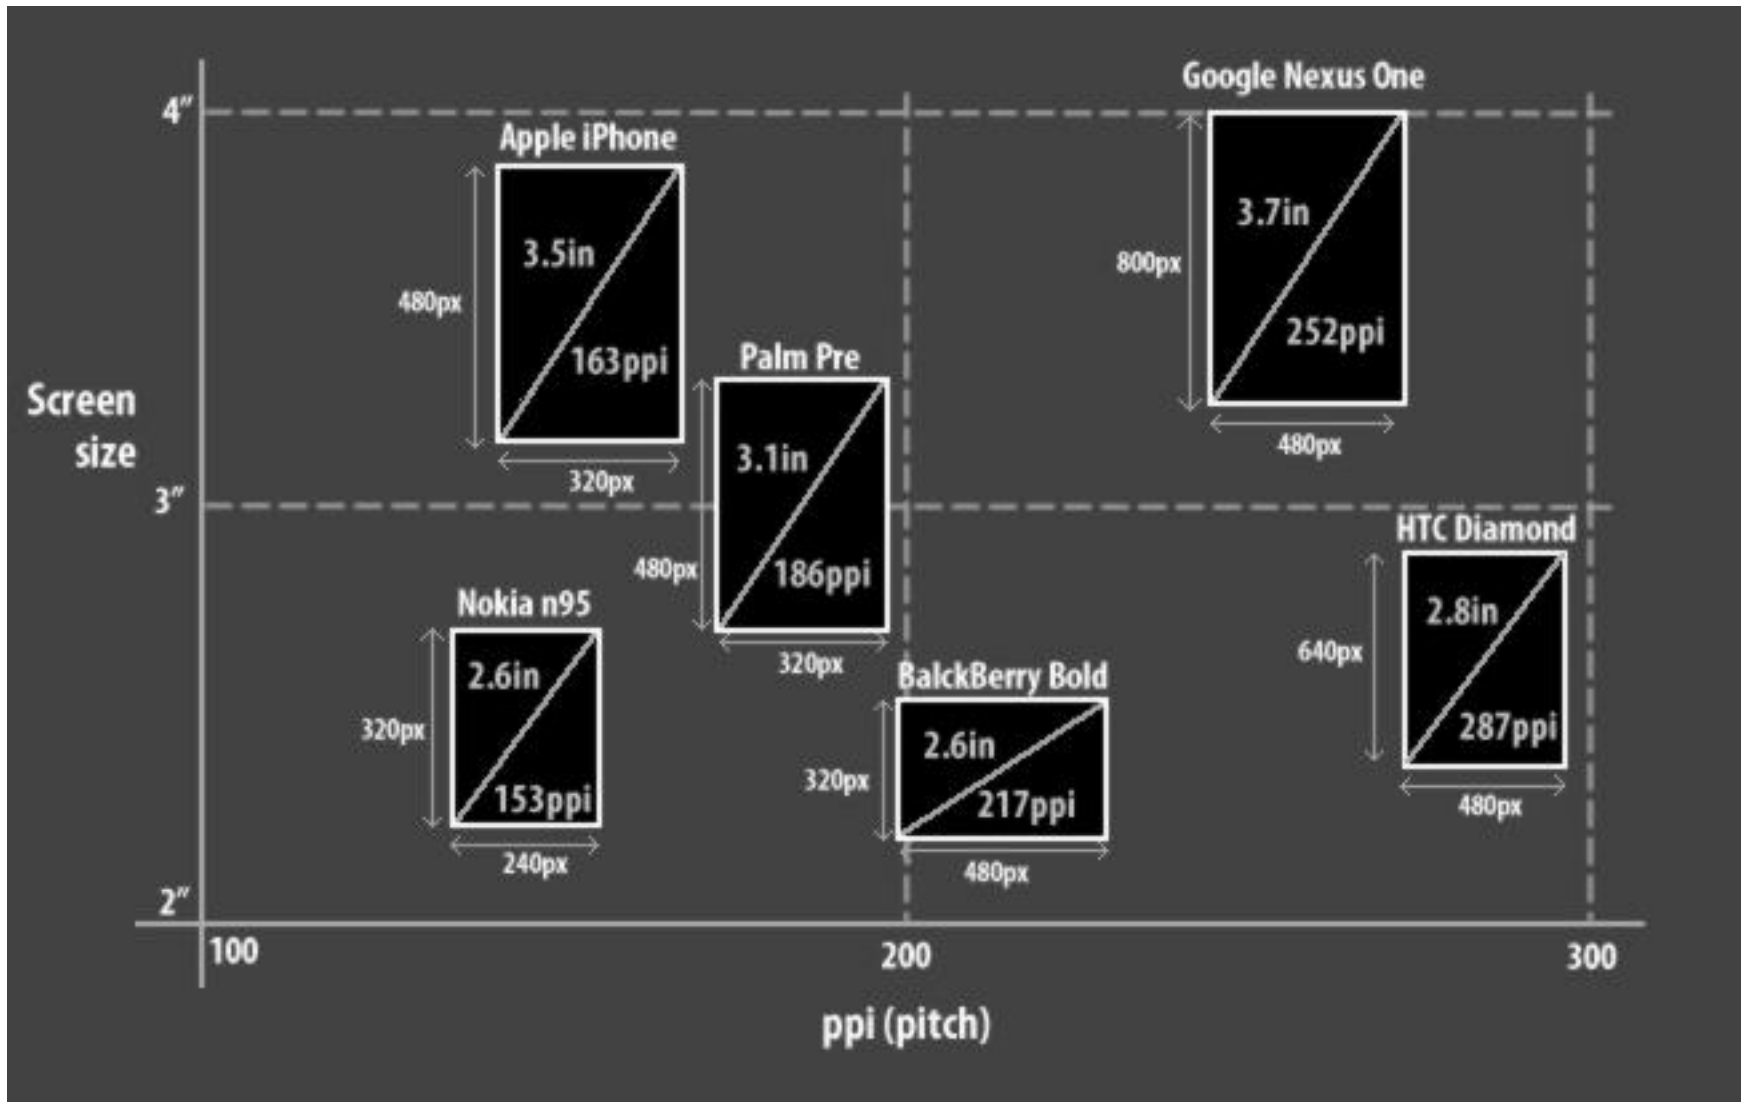 Google Nexus One
4”
Apple iPhone
3.7in
3.5in
800px
480px
252ppi
163ppi
Palm Pre
Screen
size
480px
3.1in
320px
3”
HTC Diamond
480px
186ppi
Nokia n95
2.8in
640px
320px
2.6in
BalckBerry Bold
320px
2.6in
287ppi
320px
153ppi
217ppi
480px
240px
480px
2”
100
200
300
ppi (pitch)